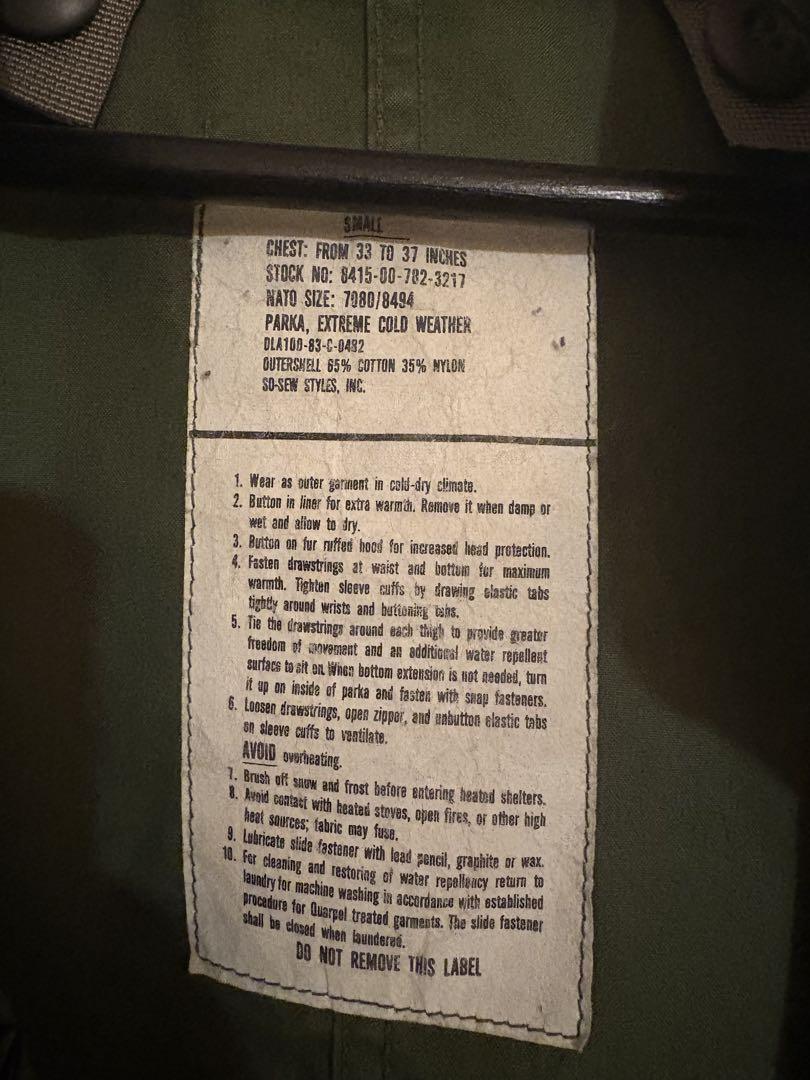 SMALL
CHEST: FROM 33 TO 37 INCHES
STOCK NO: 8415-00-782-3217
NATO SIZE: 7080/8494
PARKA, EXTREME COLD WEATHER
DLA100-83-C-0432
OUTERSHELL 65% COTTON 35% NYLON
SO-SEW STYLES, INC.
1. Wear as outer garment in cold-dry climate.
2. Button in liner for extra warmth. Remove it when damp or
wet and allow to dry.
3. Button on fur ruffed hood for increased head protection.
4. Fasten drawstrings at waist and bottom for maximum
warmth. Tighten sleeve cuffs by drawing elastic tabs
tightly around wrists and buttoning tabs.
5. Tie the drawstrings around each thigh to provide greater
freedom of movement and an additional water repellent
surface to sit on. When bottom extension is not needed, turn
it up on inside of parka and fasten with snap fasteners.
6. Loosen drawstrings, open zipper, and unbutton elastic tabs
on sleeve cuffs to ventilate.
AVOID overheating.
7. Brush off snow and frost before entering heated shelters.
8. Avoid contact with heated stoves, open fires, or other high
heat sources; fabric may fuse.
9. Lubricate slide fastener with lead pencil, graphite or wax.
10. For cleaning and restoring of water repellency return to
laundry for machine washing in accordance with established
procedure for Quarpel treated garments. The slide fastener
shall be closed when laundered.
DO NOT REMOVE THIS LABEL